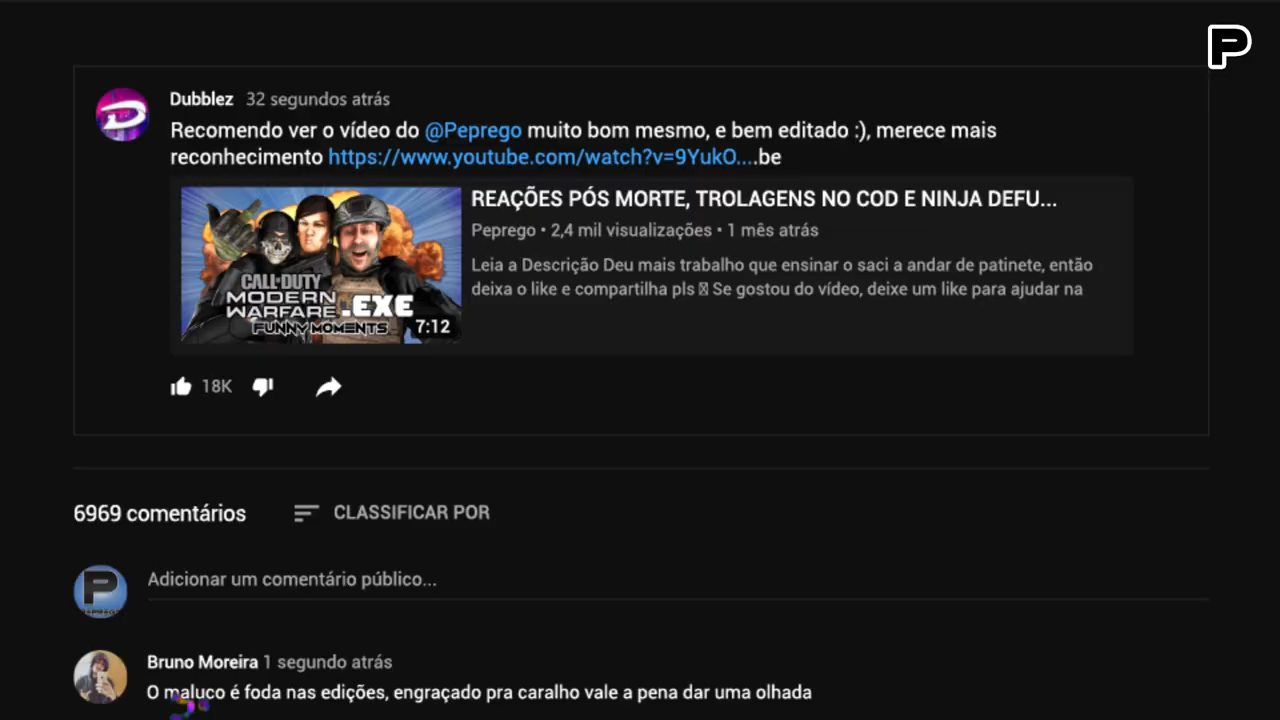 P
Dubblez 32 segundos atrás
Recomendo ver o vídeo do @Peprego muito bom mesmo, e bem editado :), merece mais
reconhecimento https://www.youtube.com/watch?v=9YukO....be
REAÇÕES PÓS MORTE, TROLAGENS NO COD E NINJA DEFU...
Peprego • 2,4 mil visualizações • 1 mês atrás
Leia a Descrição Deu mais trabalho que ensinar o saci a andar de patinete, então
deixa o like e compartilha pls Se gostou do vídeo, deixe um like para ajudar na
CALL OF DUTY
MODERN
WARFARE .EXE
FUNNY MOMENTS
7:12
18K
6969 comentários CLASSIFICAR POR
P
Adicionar um comentário público...
Bruno Moreira 1 segundo atrás
O maluco é foda nas edições, engraçado pra caralho vale a pena dar uma olhada